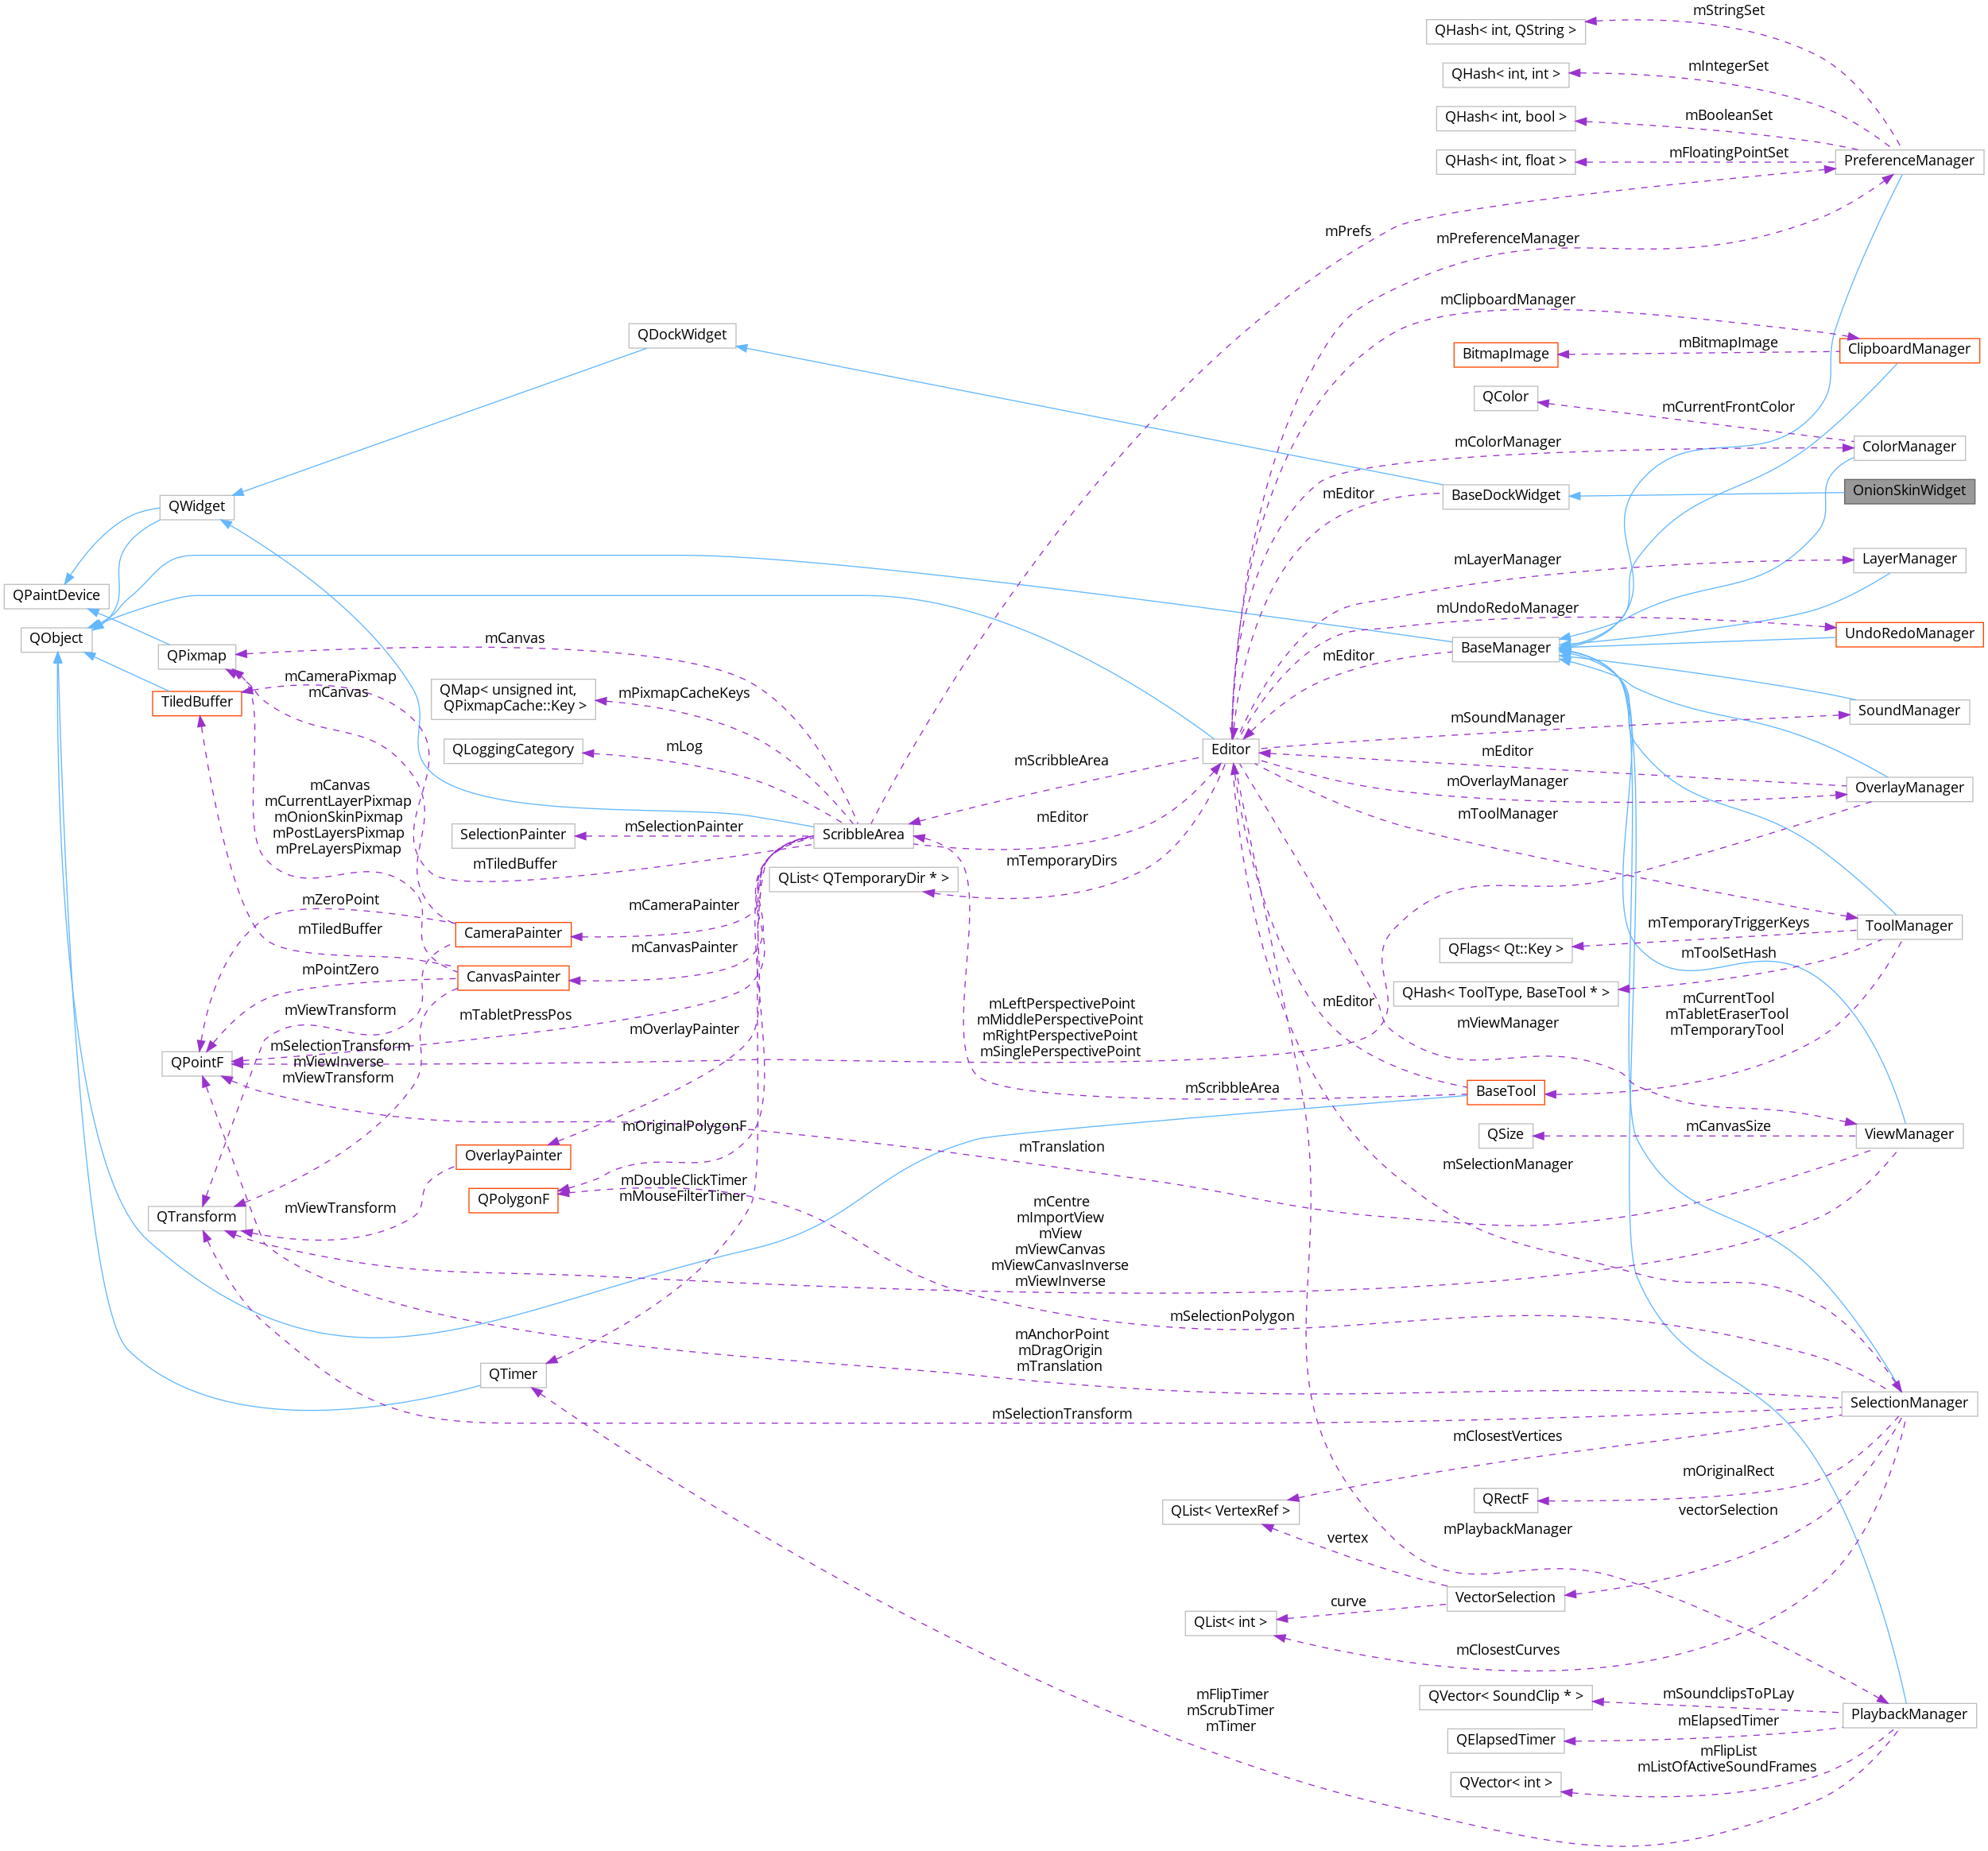 mStringSet
QHash< int, QString >
mIntegerSet
QHash< int, int >
mBooleanSet
QHash< int, bool >
mFloatingPointSet
QHash< int, float >
PreferenceManager
mPrefs
mPreferenceManager
mClipboardManager
QDockWidget
mBitmapImage
BitmapImage
ClipboardManager
QColor
mCurrentFrontColor
mColorManager
ColorManager
mEditor
BaseDockWidget
OnionSkinWidget
QWidget
mLayerManager
LayerManager
QPaintDevice
mUndoRedoManager
QObject
mCanvas
UndoRedoManager
QPixmap
mEditor
BaseManager
mCameraPixmap
mCanvas
QMap< unsigned int,
QPixmapCache::Key >
mPixmapCacheKeys
TiledBuffer
mSoundManager
SoundManager
QLoggingCategory
mLog
Editor
mEditor
mScribbleArea
mOverlayManager
OverlayManager
mCanvas
mCurrentLayerPixmap
mOnionSkinPixmap
mPostLayersPixmap
mPreLayersPixmap
SelectionPainter
mSelectionPainter
ScribbleArea
mEditor
mToolManager
mTiledBuffer
mTemporaryDirs
QList< QTemporaryDir * >
mZeroPoint
mCameraPainter
mTiledBuffer
CameraPainter
mTemporaryTriggerKeys
ToolManager
mCanvasPainter
QFlags< Qt::Key >
mToolSetHash
mPointZero
CanvasPainter
QHash< ToolType, BaseTool * >
mViewTransform
mTabletPressPos
mOverlayPainter
mLeftPerspectivePoint
mMiddlePerspectivePoint
mRightPerspectivePoint
mSinglePerspectivePoint
mEditor
mViewManager
mCurrentTool
mTabletEraserTool
mTemporaryTool
mSelectionTransform
mViewInverse
mViewTransform
QPointF
mScribbleArea
BaseTool
mOriginalPolygonF
mCanvasSize
QSize
ViewManager
OverlayPainter
mTranslation
mSelectionManager
mDoubleClickTimer
mMouseFilterTimer
QPolygonF
mViewTransform
QTransform
mCentre
mImportView
mView
mViewCanvas
mViewCanvasInverse
mViewInverse
mSelectionPolygon
mAnchorPoint
mDragOrigin
mTranslation
QTimer
SelectionManager
mSelectionTransform
mClosestVertices
mOriginalRect
QRectF
QList< VertexRef >
vectorSelection
vertex
mPlaybackManager
VectorSelection
curve
QList< int >
mClosestCurves
mFlipTimer
mScrubTimer
mTimer
mSoundclipsToPLay
QVector< SoundClip * >
PlaybackManager
mElapsedTimer
QElapsedTimer
mFlipList
mListOfActiveSoundFrames
QVector< int >